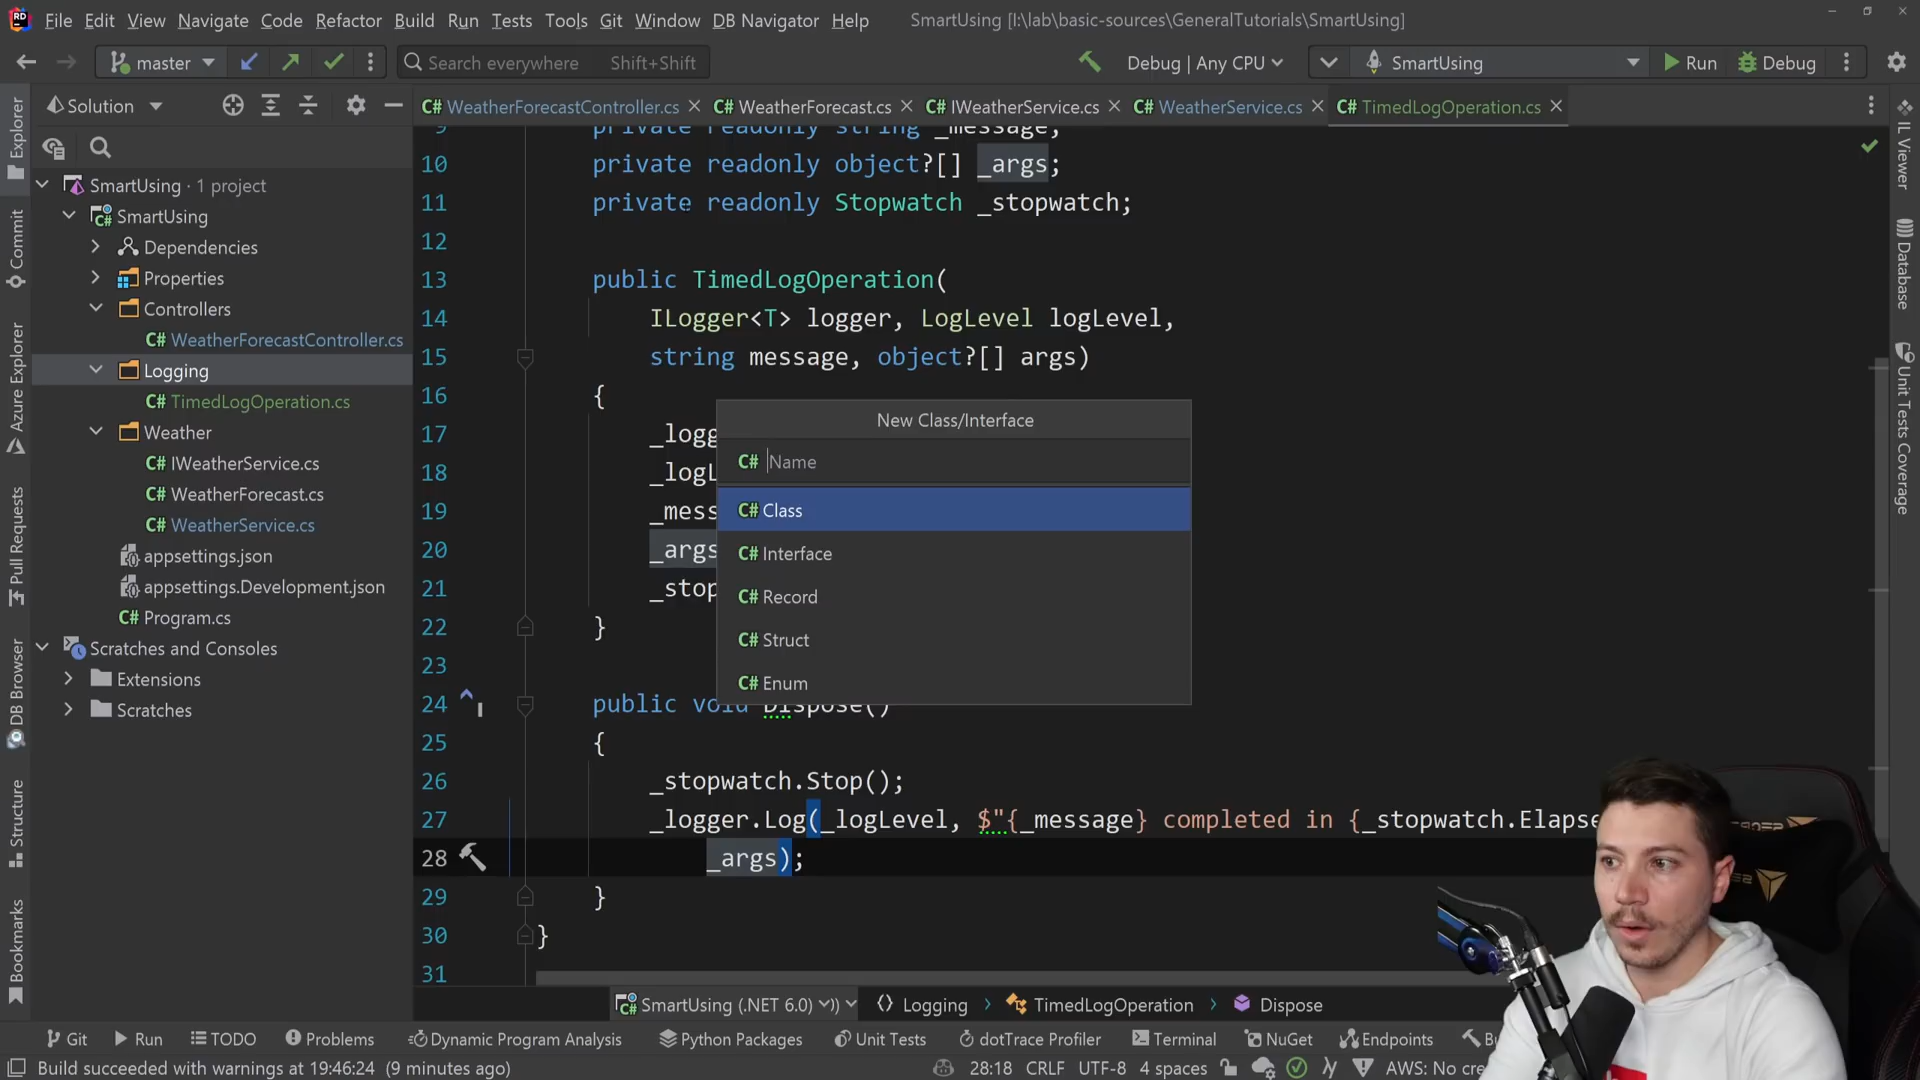 File Edit View Navigate Code Refactor Build Run Tests Tools Git Window DB Navigator Help SmartUsing [I:\lab\basic-sources\GeneralTutorials\SmartUsing]
master Search everywhere Shift+Shift Debug | Any CPU SmartUsing Run Debug
Solution
C# WeatherForecastController.cs C# WeatherForecast.cs C# IWeatherService.cs C# WeatherService.cs C# TimedLogOperation.cs
SmartUsing · 1 project
SmartUsing
Dependencies
Properties
Controllers
C# WeatherForecastController.cs
Logging
C# TimedLogOperation.cs
Weather
C# IWeatherService.cs
C# WeatherForecast.cs
C# WeatherService.cs
appsettings.json
appsettings.Development.json
C# Program.cs
Scratches and Consoles
Extensions
Scratches
Explorer
Commit
Azure Explorer
Pull Requests
DB Browser
Structure
Bookmarks
9 private readonly string _message;
10 private readonly object?[] _args;
11 private readonly Stopwatch _stopwatch;
12
13 public TimedLogOperation(
14 ILogger<T> logger, LogLevel logLevel,
15 string message, object?[] args)
16 {
17 _logg
18 _logL
19 _mess
20 _args
21 _stop
22 }
23
24 public void Dispose()
25 {
26 _stopwatch.Stop();
27 _logger.Log(_logLevel, $"{_message} completed in {_stopwatch.Elapse
28 _args);
29 }
30 }
31
New Class/Interface
C# Name
C# Class
C# Interface
C# Record
C# Struct
C# Enum
IL Viewer
Database
Unit Tests Coverage
C# SmartUsing (.NET 6.0) Logging TimedLogOperation Dispose
Git Run TODO Problems Dynamic Program Analysis Python Packages Unit Tests dotTrace Profiler Terminal NuGet Endpoints
Build succeeded with warnings at 19:46:24 (9 minutes ago) 28:18 CRLF UTF-8 4 spaces AWS: No cre